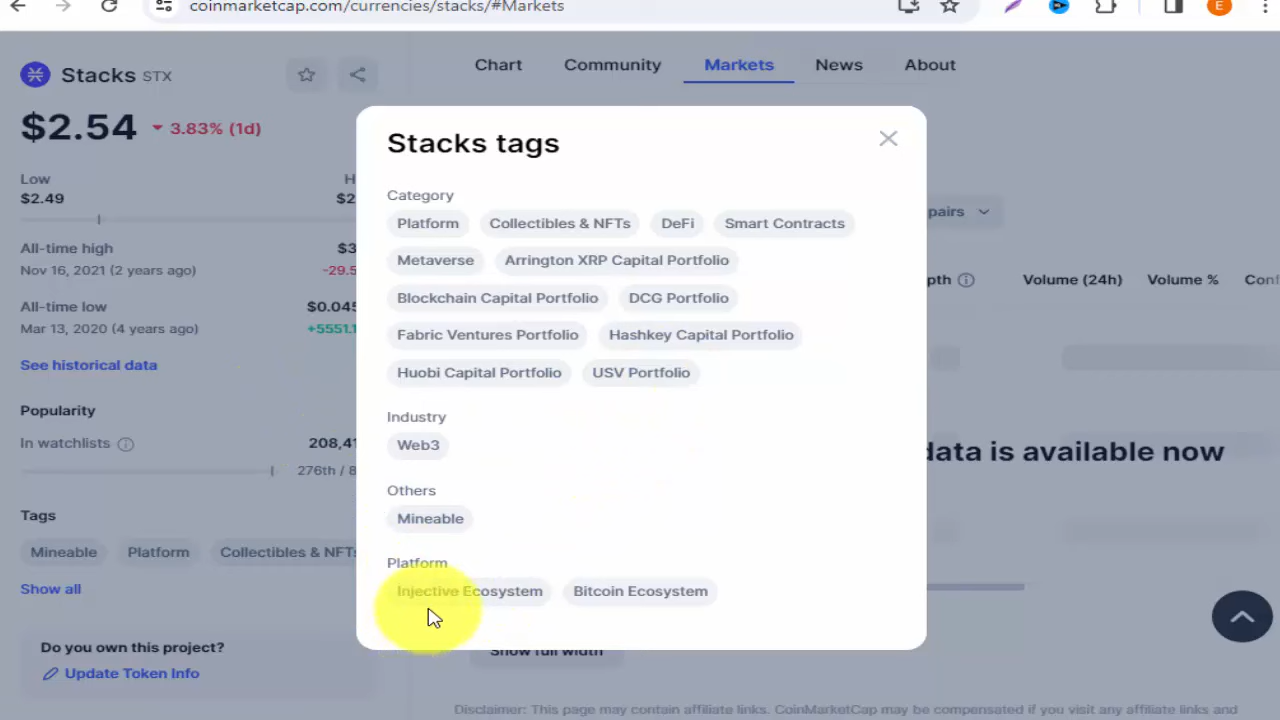 coinmarketcap.com/currencies/stacks/#Markets
E
Stacks STX
Chart Community Markets News About
$2.54 3.83% (1d)
Low
$2.49
All-time high
Nov 16, 2021 (2 years ago)
All-time low $0.045
Mar 13, 2020 (4 years ago)
See historical data
Popularity
In watchlists
276th / 8
Tags
Mineable Platform Collectibles & NFTs
Show all
Do you own this project?
Update Token Info
Stacks tags
Category
Platform Collectibles & NFTs DeFi Smart Contracts
Metaverse Arrington XRP Capital Portfolio
Blockchain Capital Portfolio DCG Portfolio
Fabric Ventures Portfolio Hashkey Capital Portfolio
Huobi Capital Portfolio USV Portfolio
Industry
Web3
Others
Mineable
Platform
Injective Ecosystem Bitcoin Ecosystem
pairs
Volume (24h) Volume %
data is available now
Show full width
Disclaimer: This page may contain affiliate links. CoinMarketCap may be compensated if you visit any affiliate links and